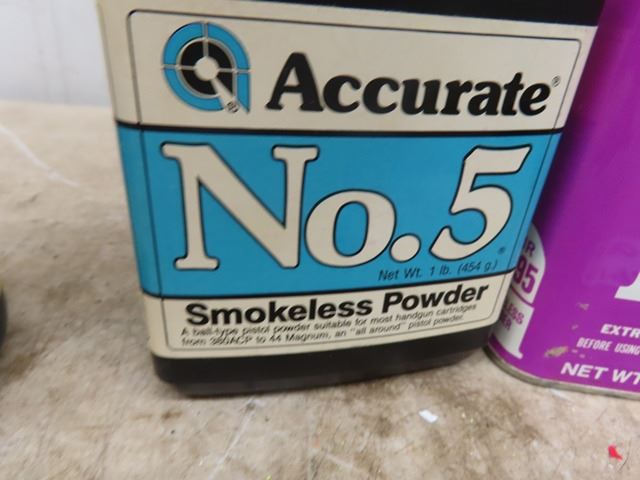 Accurate®
No.5®
Net Wt. 1 lb. (454 g.)
Smokeless Powder
A ball-type pistol powder suitable for most handgun cartridges
from 380ACP to 44 Magnum, an "all around" pistol powder.
95
EXTR
BEFORE USING
NET WT